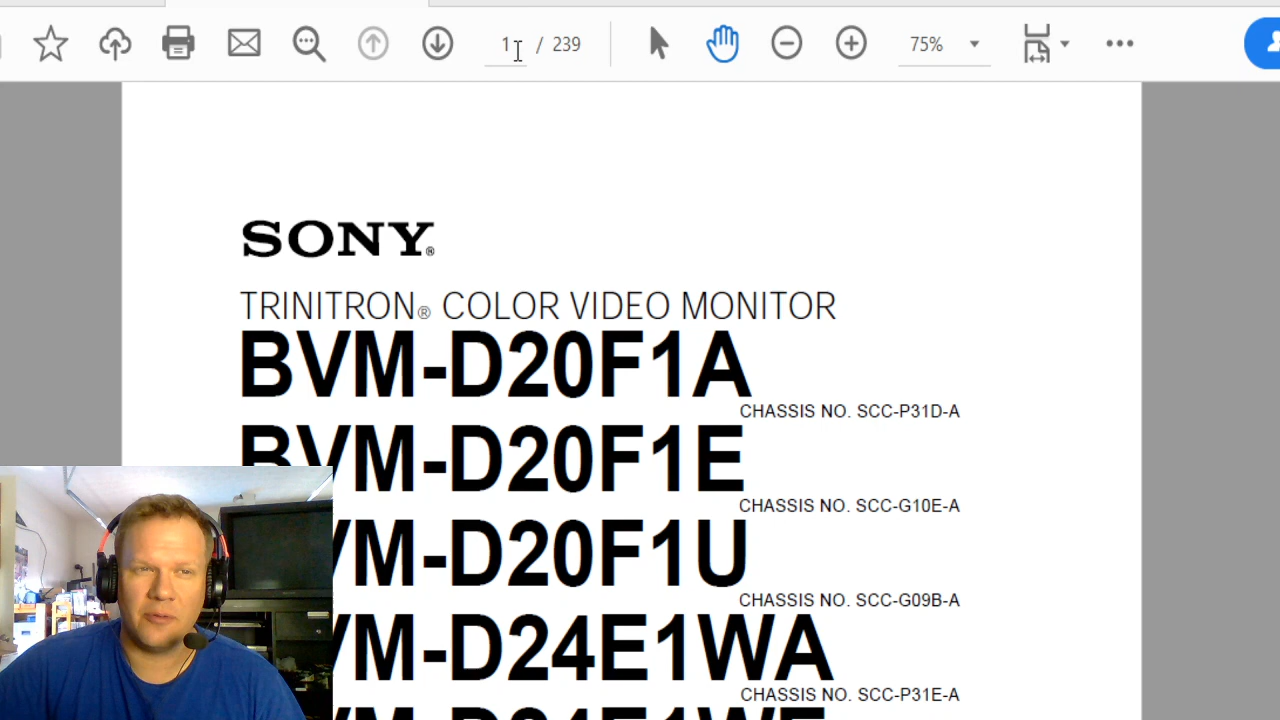 1 / 239
75%
SONY®
TRINITRON® COLOR VIDEO MONITOR
BVM-D20F1A
CHASSIS NO. SCC-P31D-A
BVM-D20F1E
CHASSIS NO. SCC-G10E-A
VM-D20F1U
CHASSIS NO. SCC-G09B-A
VM-D24E1WA
CHASSIS NO. SCC-P31E-A